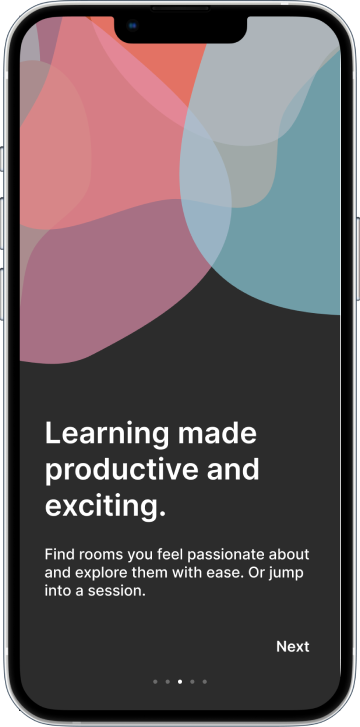 Learning made
productive and
exciting.
Find rooms you feel passionate about
and explore them with ease. Or jump
into a session.
Next